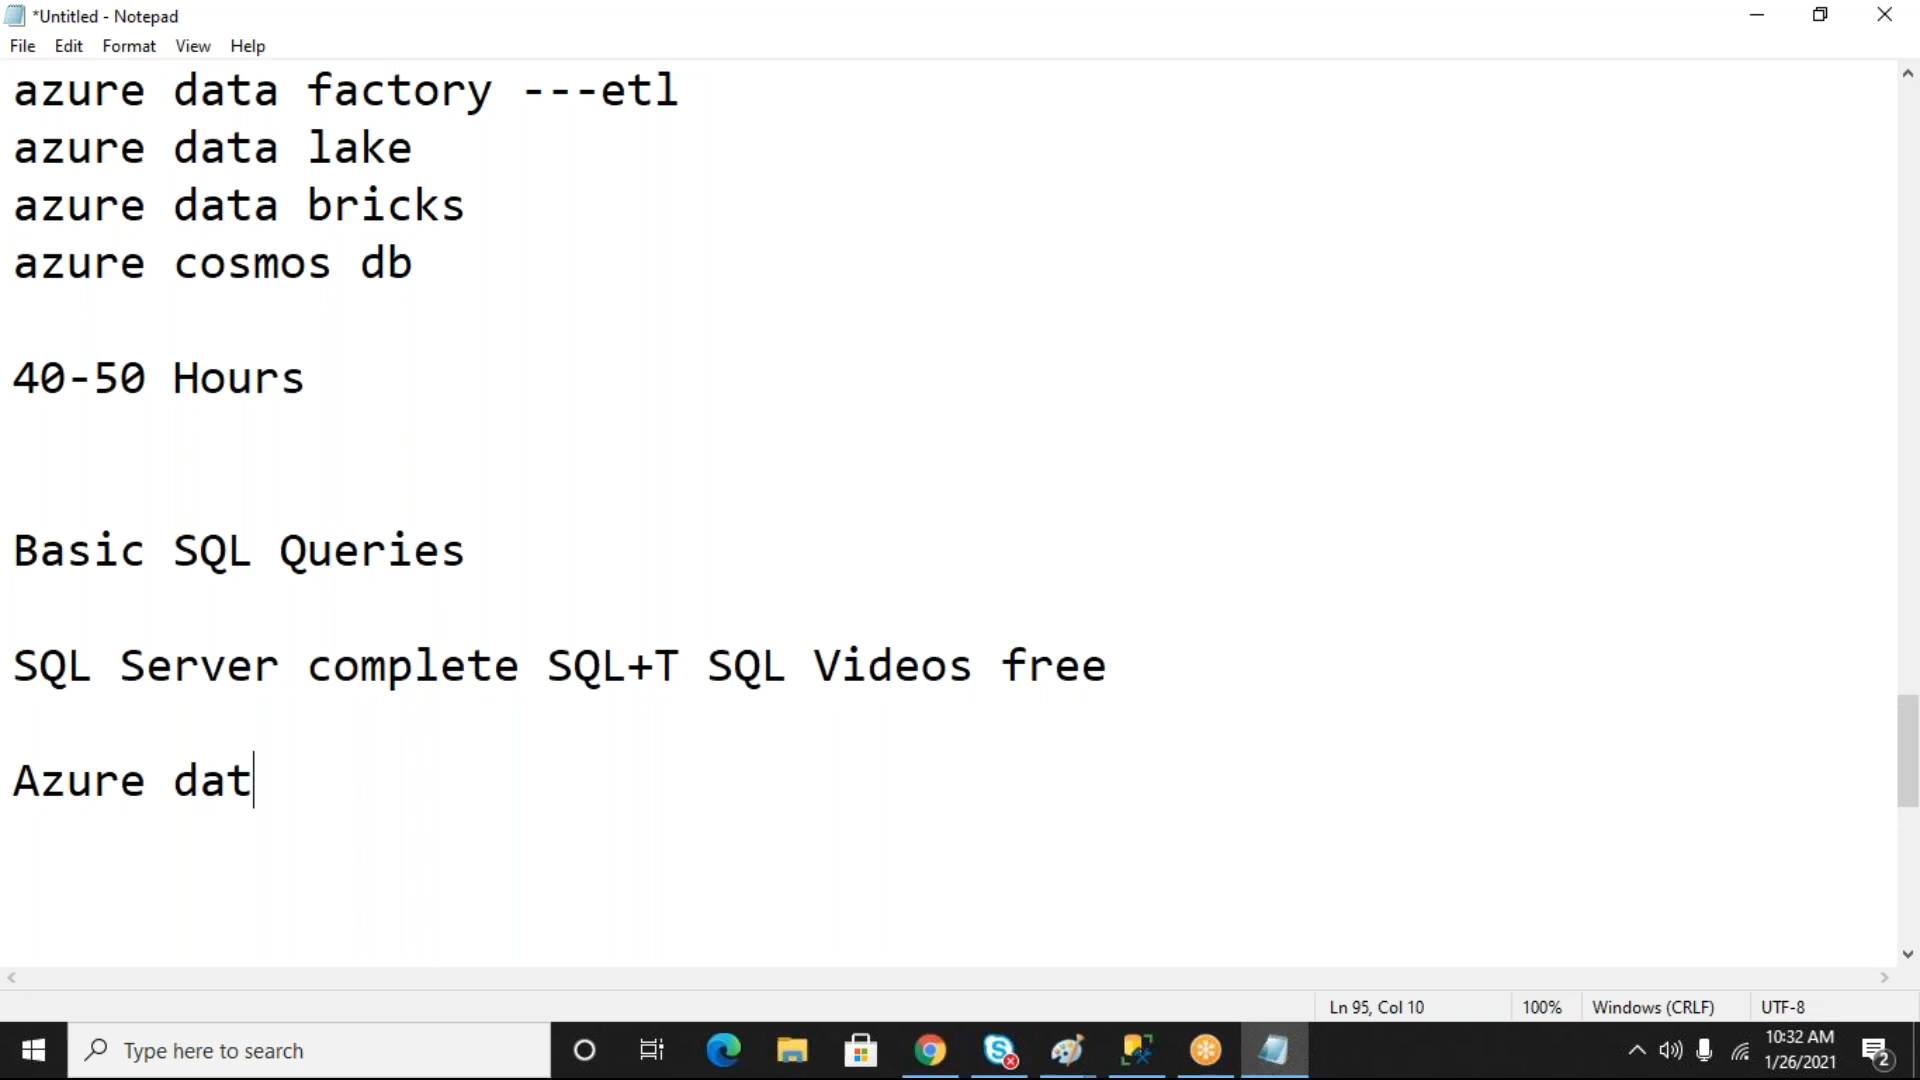 *Untitled - Notepad
File Edit Format View Help
azure data factory ---etl
azure data lake
azure data bricks
azure cosmos db
40-50 Hours
Basic SQL Queries
SQL Server complete SQL+T SQL Videos free
Azure dat
Ln 95, Col 10 100% Windows (CRLF) UTF-8
Type here to search
10:32 AM
1/26/2021
2